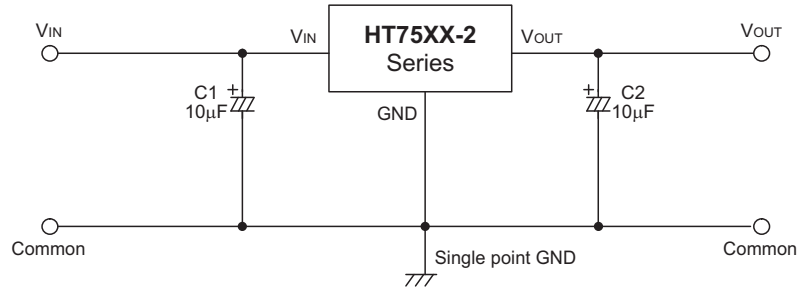 VIN
VIN
HT75XX-2
Series
VOUT
VOUT
C1
10μF
+
GND
+
C2
10μF
Common
Single point GND
Common